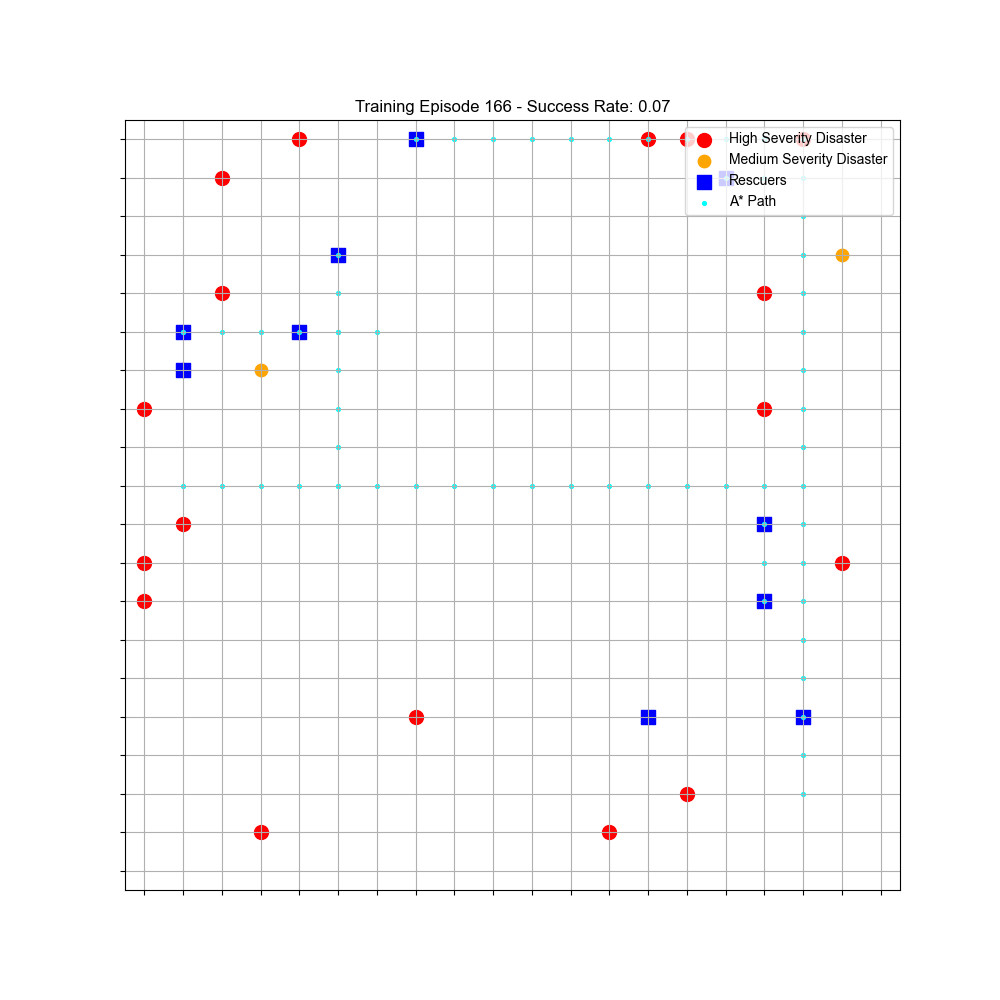 Training Episode 166 - Success Rate: 0.07
High Severity Disaster
Medium Severity Disaster
Rescuers
A* Path